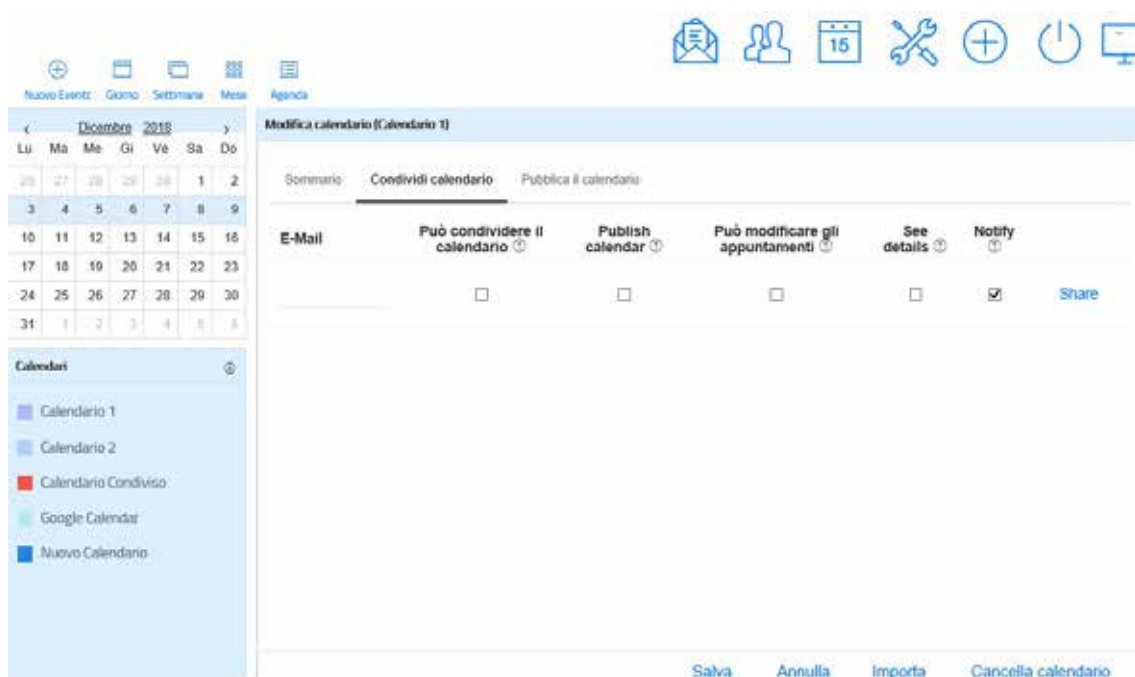 15
Nuovo Evento Giorno Settimana Mese Agenda
Dicembre 2018
Lu Ma Me Gi Ve Sa Do
26 27 28 29 30 1 2
3 4 5 6 7 8 9
10 11 12 13 14 15 16
17 18 19 20 21 22 23
24 25 26 27 28 29 30
31 1 2 3 4 5 6
Calendari
Calendario 1
Calendario 2
Calendario Condiviso
Google Calendar
Nuovo Calendario
Modifica calendario (Calendario 1)
Sommario Condividi calendario Pubblica il calendario
E-Mail Può condividere il calendario Publish calendar Può modificare gli appuntamenti See details Notify
Share
Salva Annulla Importa Cancella calendario